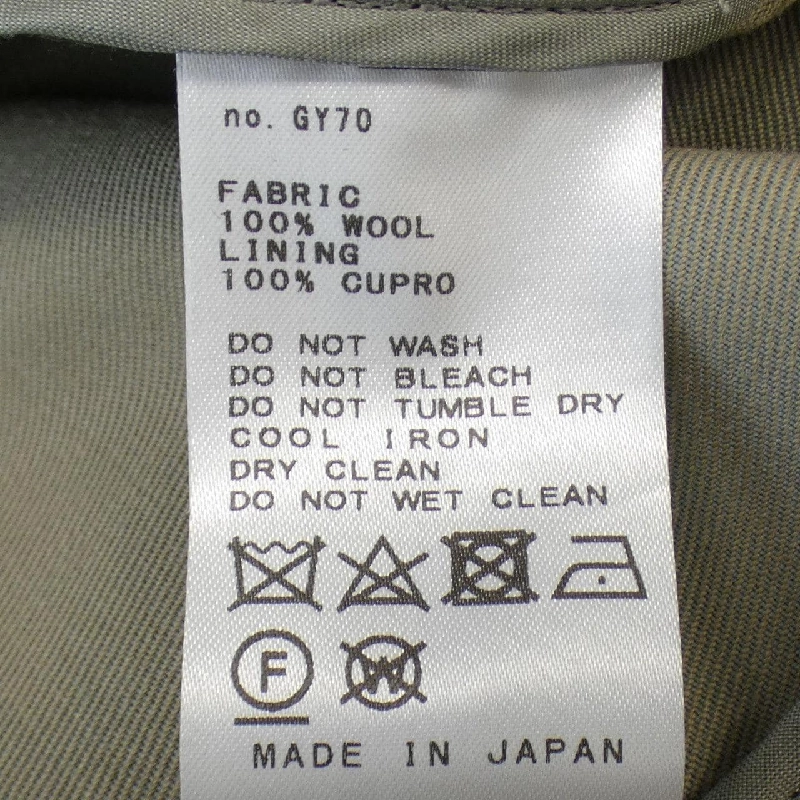 no. GY70
FABRIC
100% WOOL
LINING
100% CUPRO
DO NOT WASH
DO NOT BLEACH
DO NOT TUMBLE DRY
COOL IRON
DRY CLEAN
DO NOT WET CLEAN
F W
MADE IN JAPAN